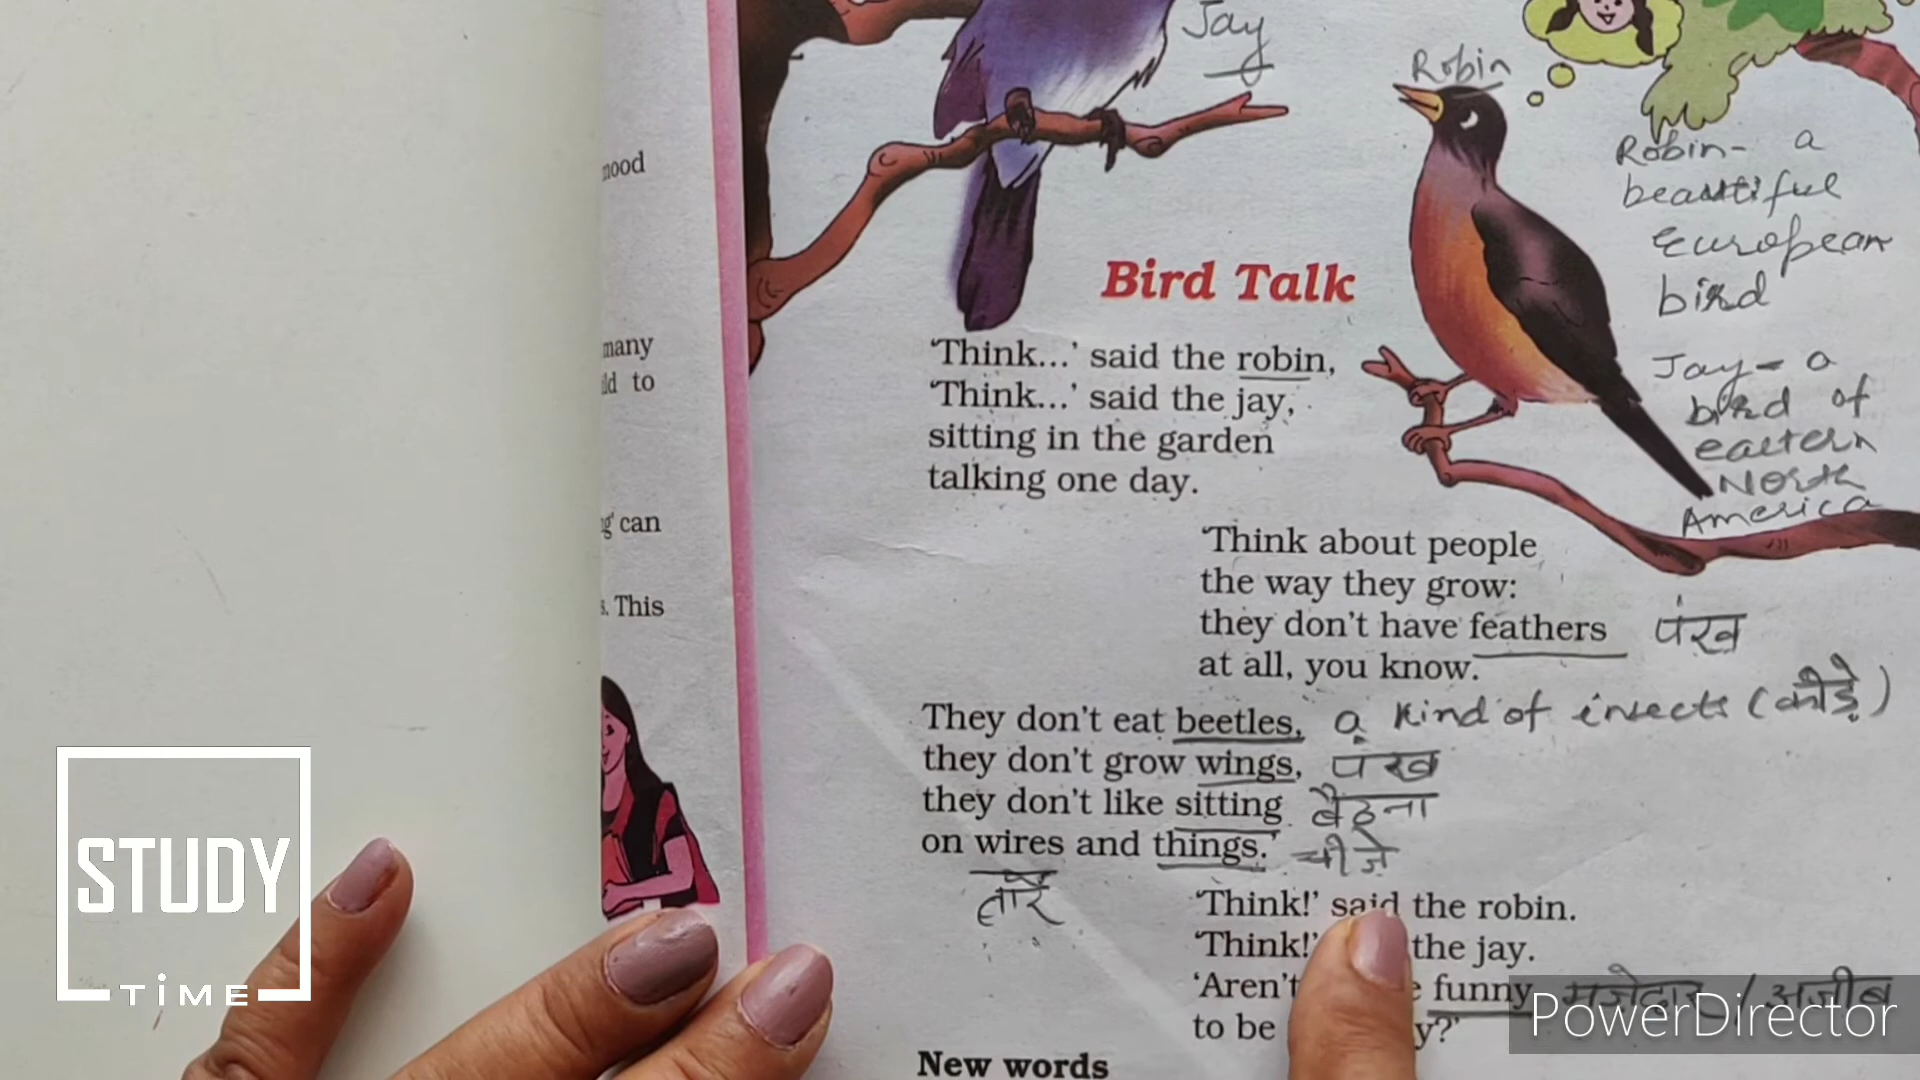 Jay
Robin
Robin- a
beautiful
European
bird
nood
Bird Talk
many
ld to
'Think...' said the robin,
'Think...' said the jay,
sitting in the garden
talking one day.
Jay- a
bird of
eastern
North
America
g' can
s. This
'Think about people
the way they grow:
they don't have feathers पंख
at all, you know.
They don't eat beetles, a kind of insects (कीड़े)
they don't grow wings, पंख
they don't like sitting बैठना
on wires and things.' चीजे
तारे
'Think!' said the robin.
'Think!' the jay.
'Aren't funny मजेदार / अजीब
to be y?'
New words
STUDY
TiME
PowerDirector